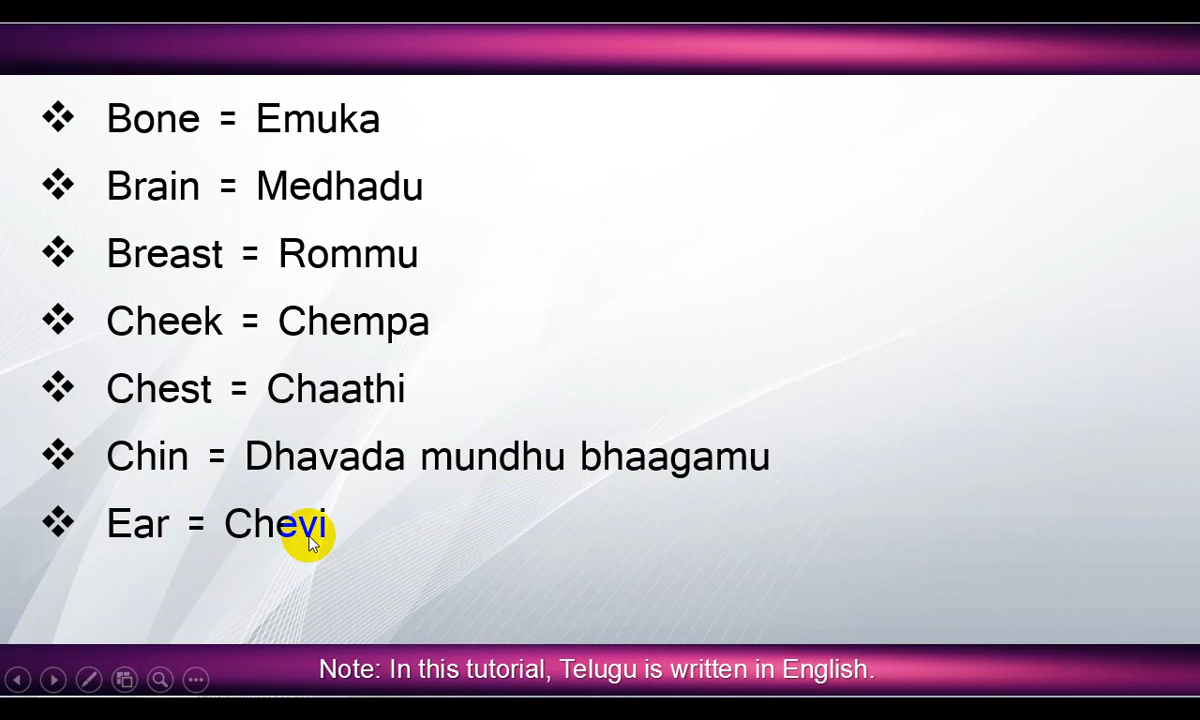 ❖ Bone = Emuka
❖ Brain = Medhadu
❖ Breast = Rommu
❖ Cheek = Chempa
❖ Chest = Chaathi
❖ Chin = Dhavada mundhu bhaagamu
❖ Ear = Chevi
Note: In this tutorial, Telugu is written in English.